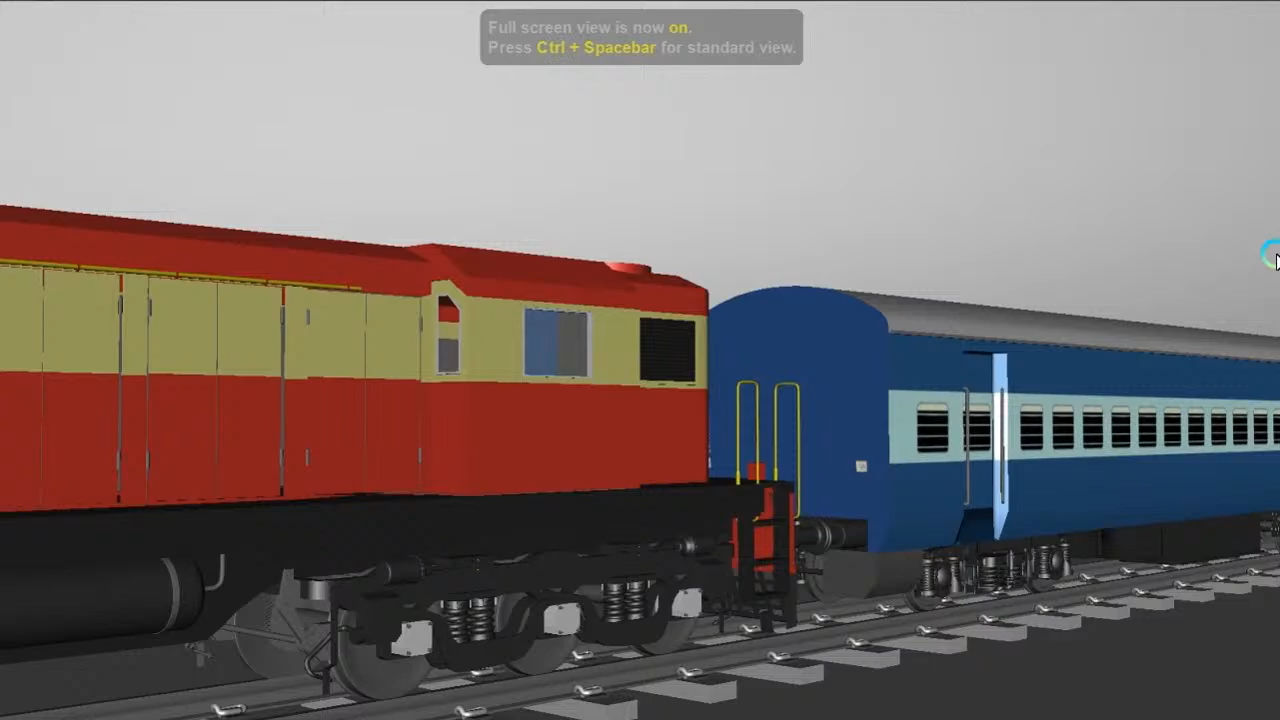 Full screen view is now on.
Press Ctrl + Spacebar for standard view.